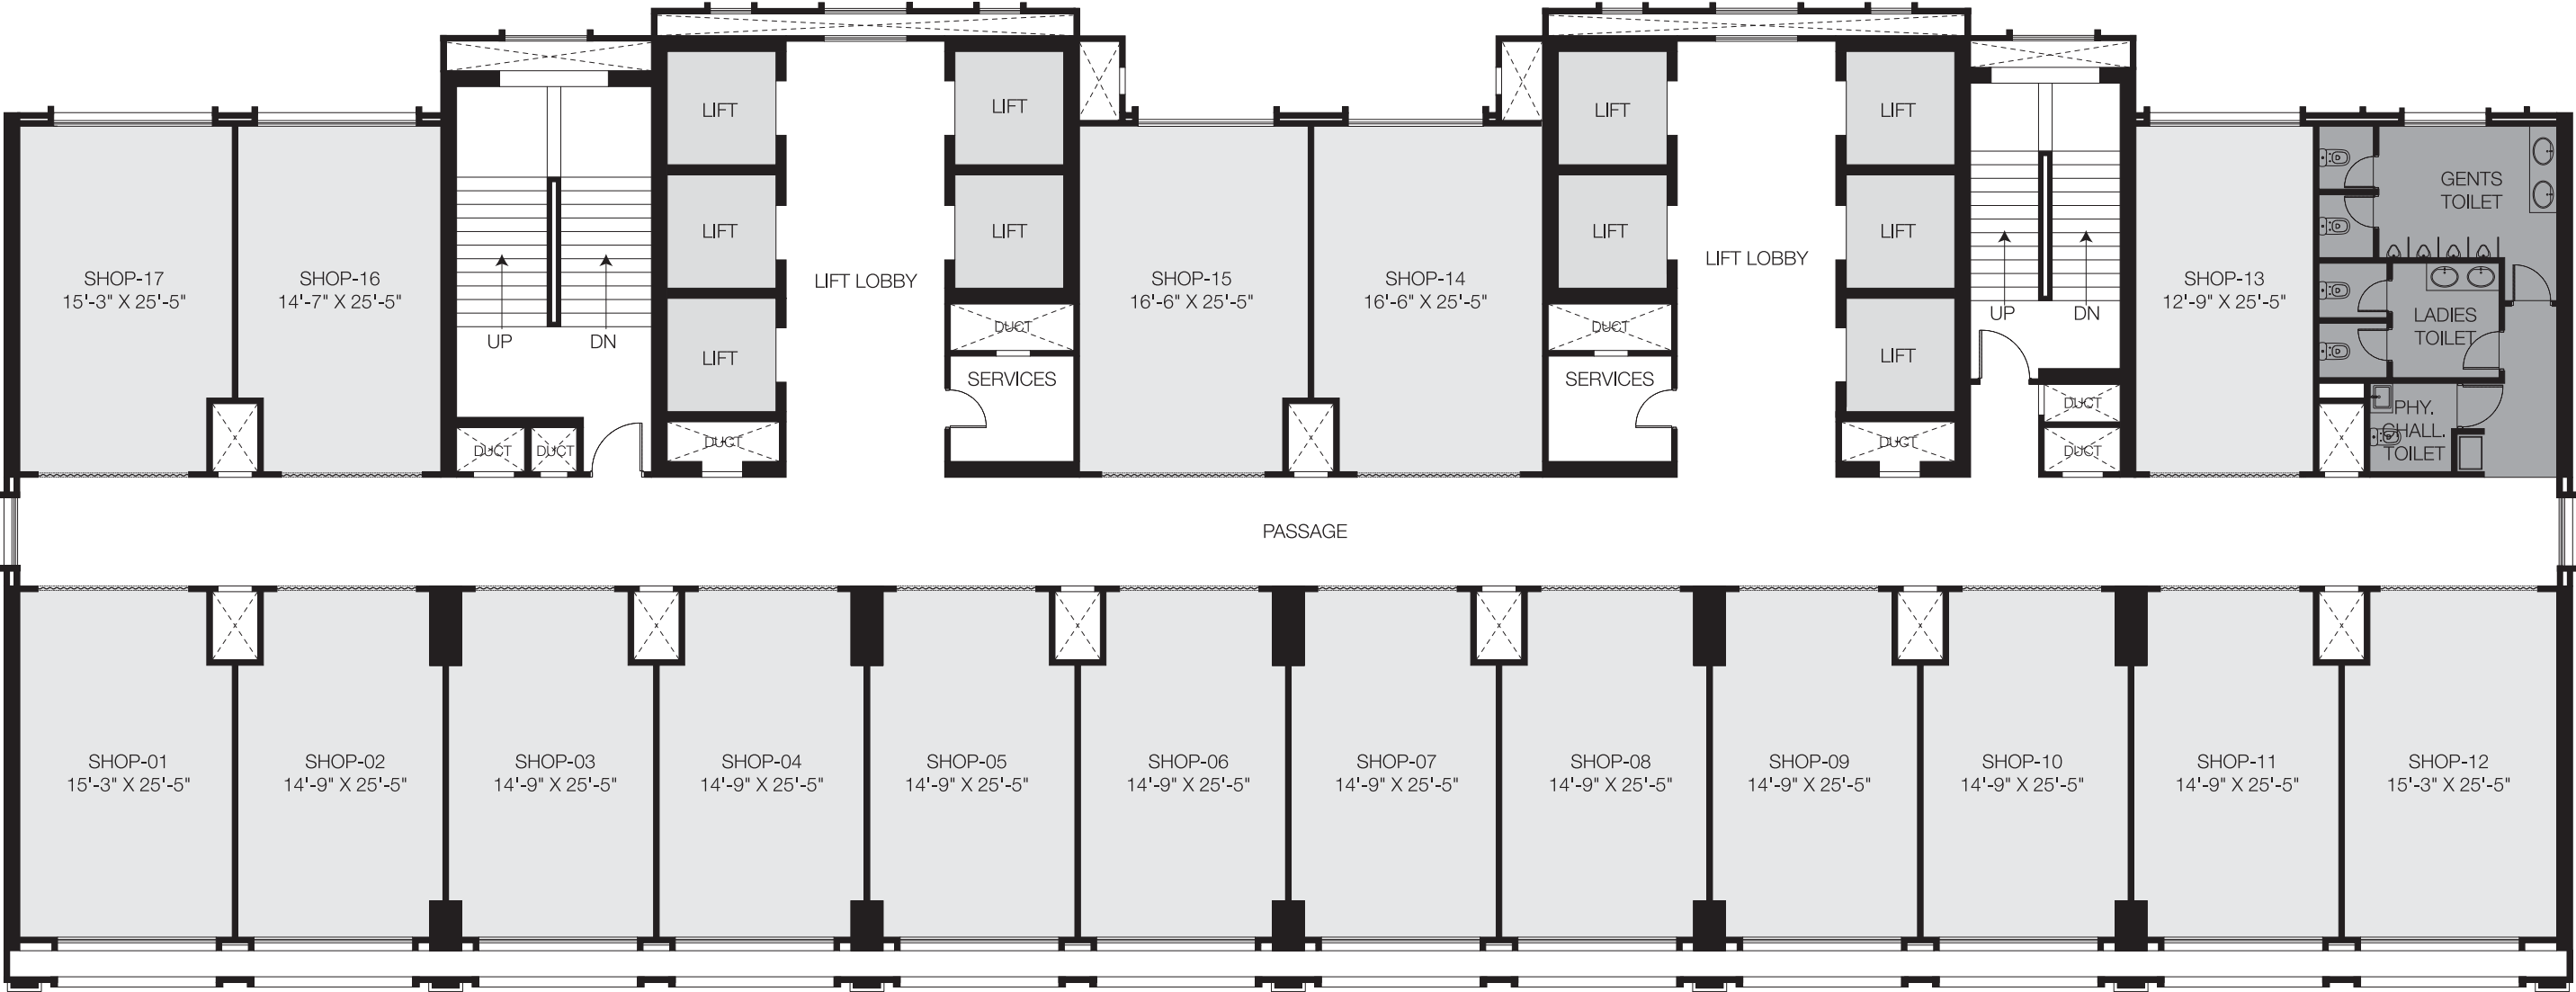 LIFT
LIFT
LIFT
LIFT
LIFT
LIFT
LIFT
LIFT
LIFT
LIFT
GENTS
TOILET
SHOP-17
15'-3" X 25'-5"
SHOP-16
14'-7" X 25'-5"
UP
DN
LIFT LOBBY
DUCT
SERVICES
SHOP-15
16'-6" X 25'-5"
SHOP-14
16'-6" X 25'-5"
DUCT
SERVICES
LIFT LOBBY
UP
DN
SHOP-13
12'-9" X 25'-5"
LADIES
TOILET
DUCT
DUCT
DUCT
DUCT
DUCT
DUCT
PHY.
CHALL.
TOILET
PASSAGE
SHOP-01
15'-3" X 25'-5"
SHOP-02
14'-9" X 25'-5"
SHOP-03
14'-9" X 25'-5"
SHOP-04
14'-9" X 25'-5"
SHOP-05
14'-9" X 25'-5"
SHOP-06
14'-9" X 25'-5"
SHOP-07
14'-9" X 25'-5"
SHOP-08
14'-9" X 25'-5"
SHOP-09
14'-9" X 25'-5"
SHOP-10
14'-9" X 25'-5"
SHOP-11
14'-9" X 25'-5"
SHOP-12
15'-3" X 25'-5"